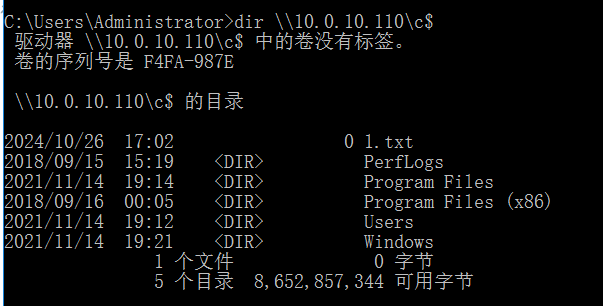 C:\Users\Administrator>dir \\10.0.10.110\c$
驱动器 \\10.0.10.110\c$ 中的卷没有标签。
卷的序列号是 F4FA-987E
\\10.0.10.110\c$ 的目录
2024/10/26  17:02                 0 1.txt
2018/09/15  15:19    <DIR>          PerfLogs
2021/11/14  19:14    <DIR>          Program Files
2018/09/16  00:05    <DIR>          Program Files (x86)
2021/11/14  19:12    <DIR>          Users
2021/11/14  19:21    <DIR>          Windows
1 个文件              0 字节
5 个目录  8,652,857,344 可用字节